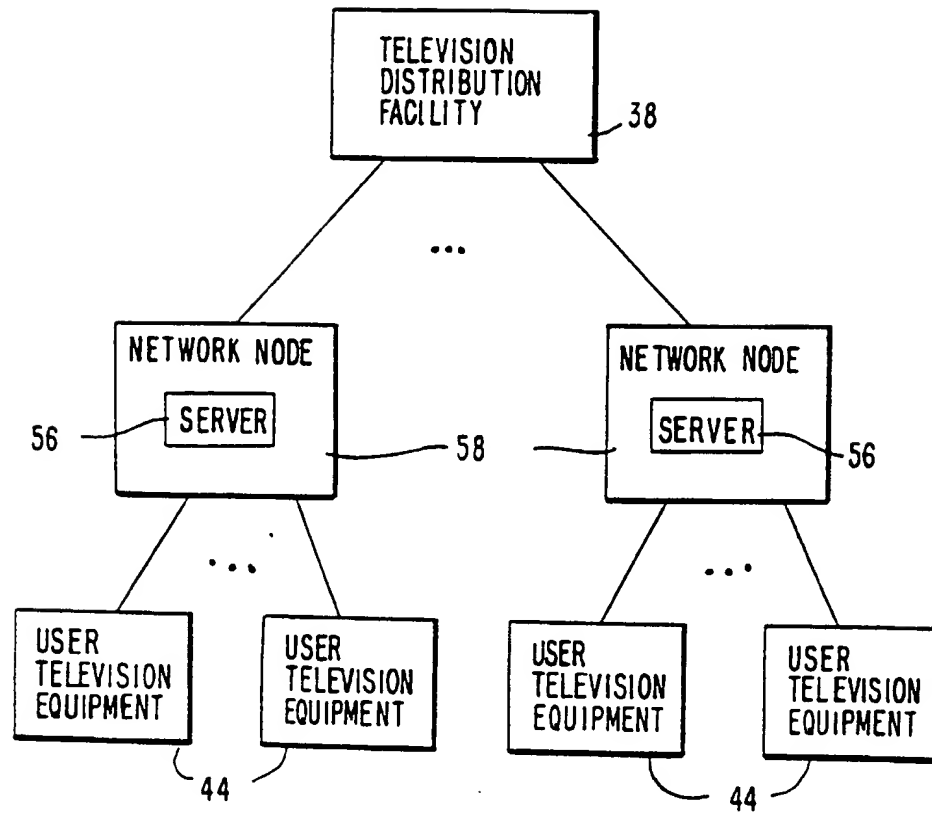 TELEVISION
DISTRIBUTION
FACILITY
38
...
NETWORK NODE
SERVER
56
58
NETWORK NODE
SERVER
56
...
...
USER
TELEVISION
EQUIPMENT
USER
TELEVISION
EQUIPMENT
44
USER
TELEVISION
EQUIPMENT
USER
TELEVISION
EQUIPMENT
44